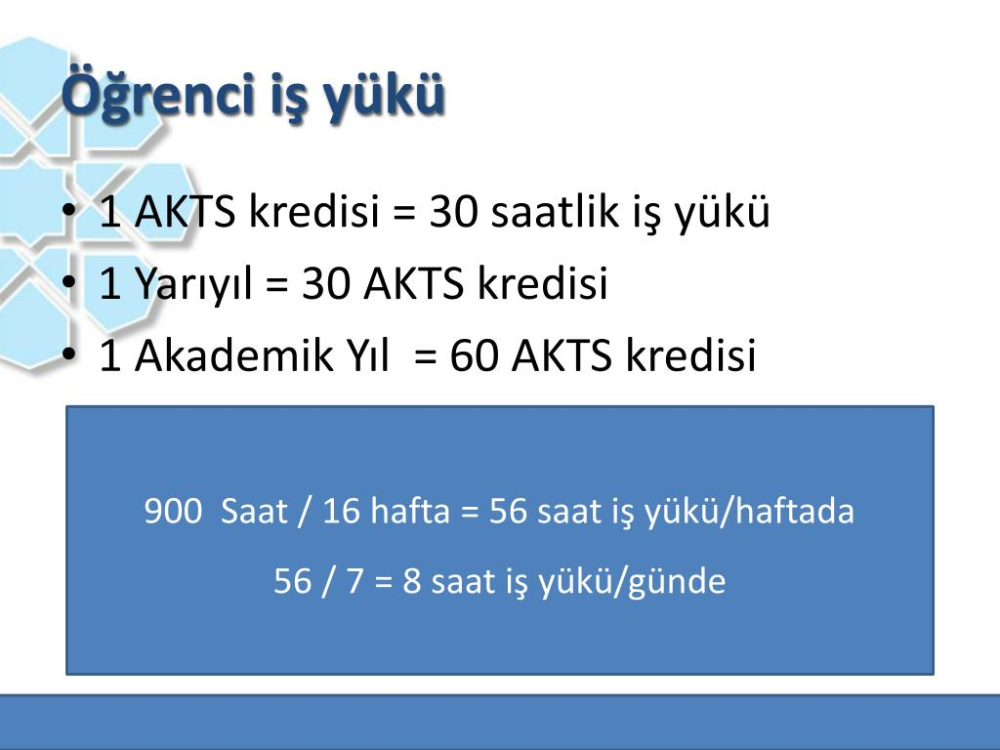 Öğrenci iş yükü
• 1 AKTS kredisi = 30 saatlik iş yükü
• 1 Yarıyıl = 30 AKTS kredisi
• 1 Akademik Yıl  = 60 AKTS kredisi
900  Saat / 16 hafta = 56 saat iş yükü/haftada
56 / 7 = 8 saat iş yükü/günde